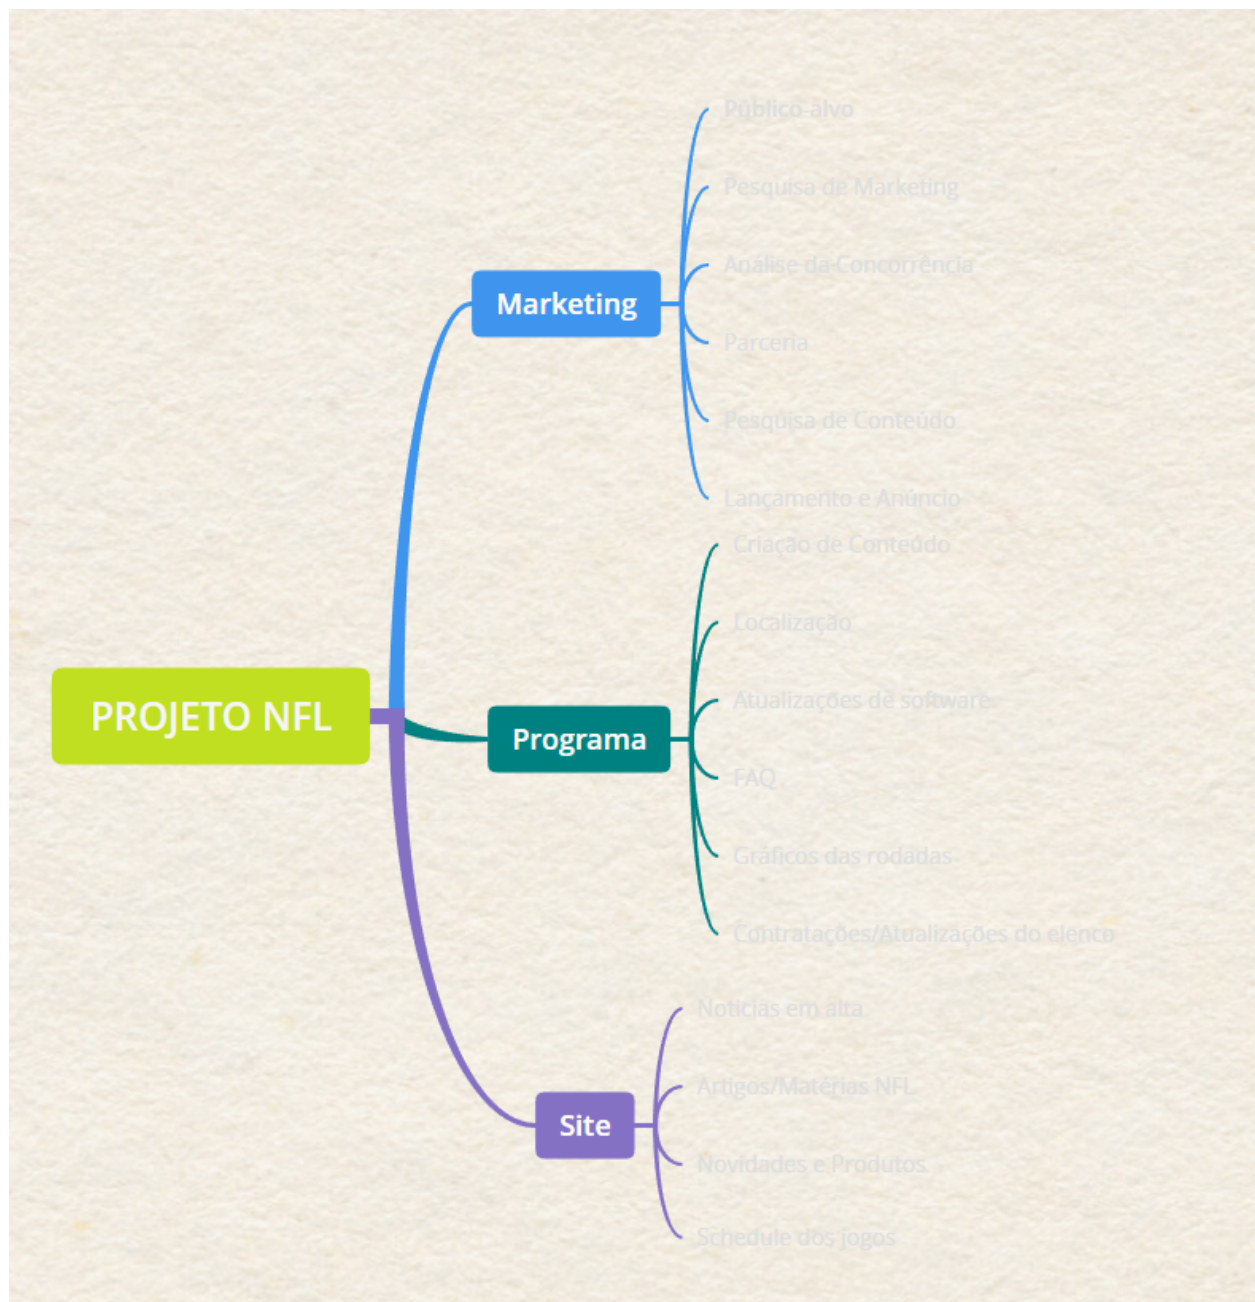 Público-alvo
Pesquisa de Marketing
Análise da Concorrência
Marketing
Parceria
Pesquisa de Conteúdo
Lançamento e Anúncio
Criação de Conteúdo
Localização
Atualizações de software
PROJETO NFL
Programa
FAQ
Gráficos das rodadas
Contratações/Atualizações do elenco
Noticias em alta
Artigos/Matérias NFL
Site
Novidades e Produtos
Schedule dos jogos